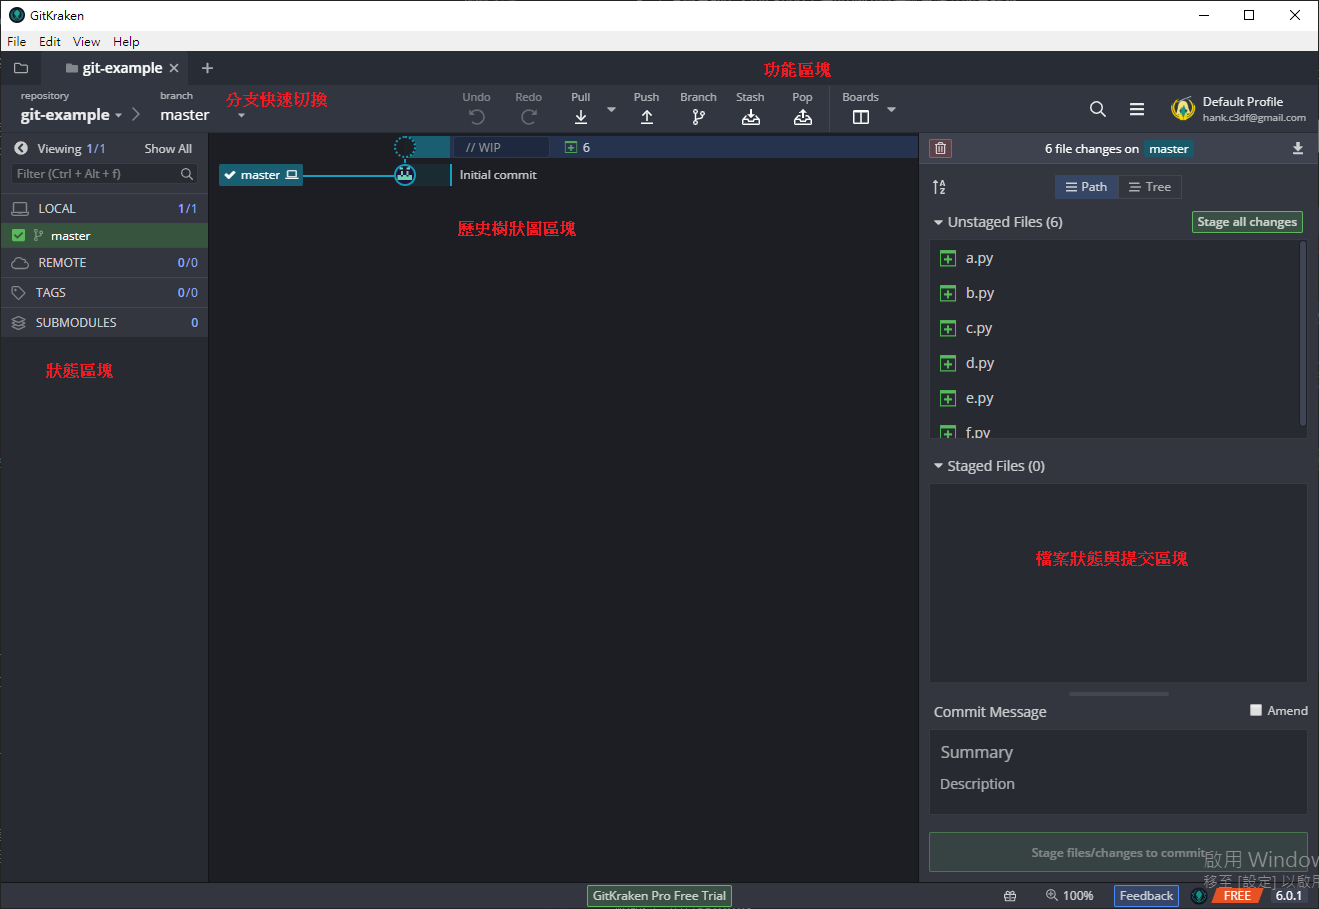 GitKraken
File Edit View Help
git-example
功能區塊
repository
git-example
branch
master
分支快速切換
Undo Redo Pull Push Branch Stash Pop Boards
Default Profile
hank.c3df@gmail.com
Viewing 1/1 Show All
Filter (Ctrl + Alt + f)
LOCAL 1/1
master
REMOTE 0/0
TAGS 0/0
SUBMODULES 0
狀態區塊
// WIP 6
master Initial commit
歷史樹狀圖區塊
6 file changes on master
Path Tree
Unstaged Files (6) Stage all changes
a.py
b.py
c.py
d.py
e.py
f.py
Staged Files (0)
檔案狀態與提交區塊
Commit Message Amend
Summary
Description
Stage files/changes to commit
啟用 Window
移至 [設定] 以啟用
GitKraken Pro Free Trial 100% Feedback FREE 6.0.1